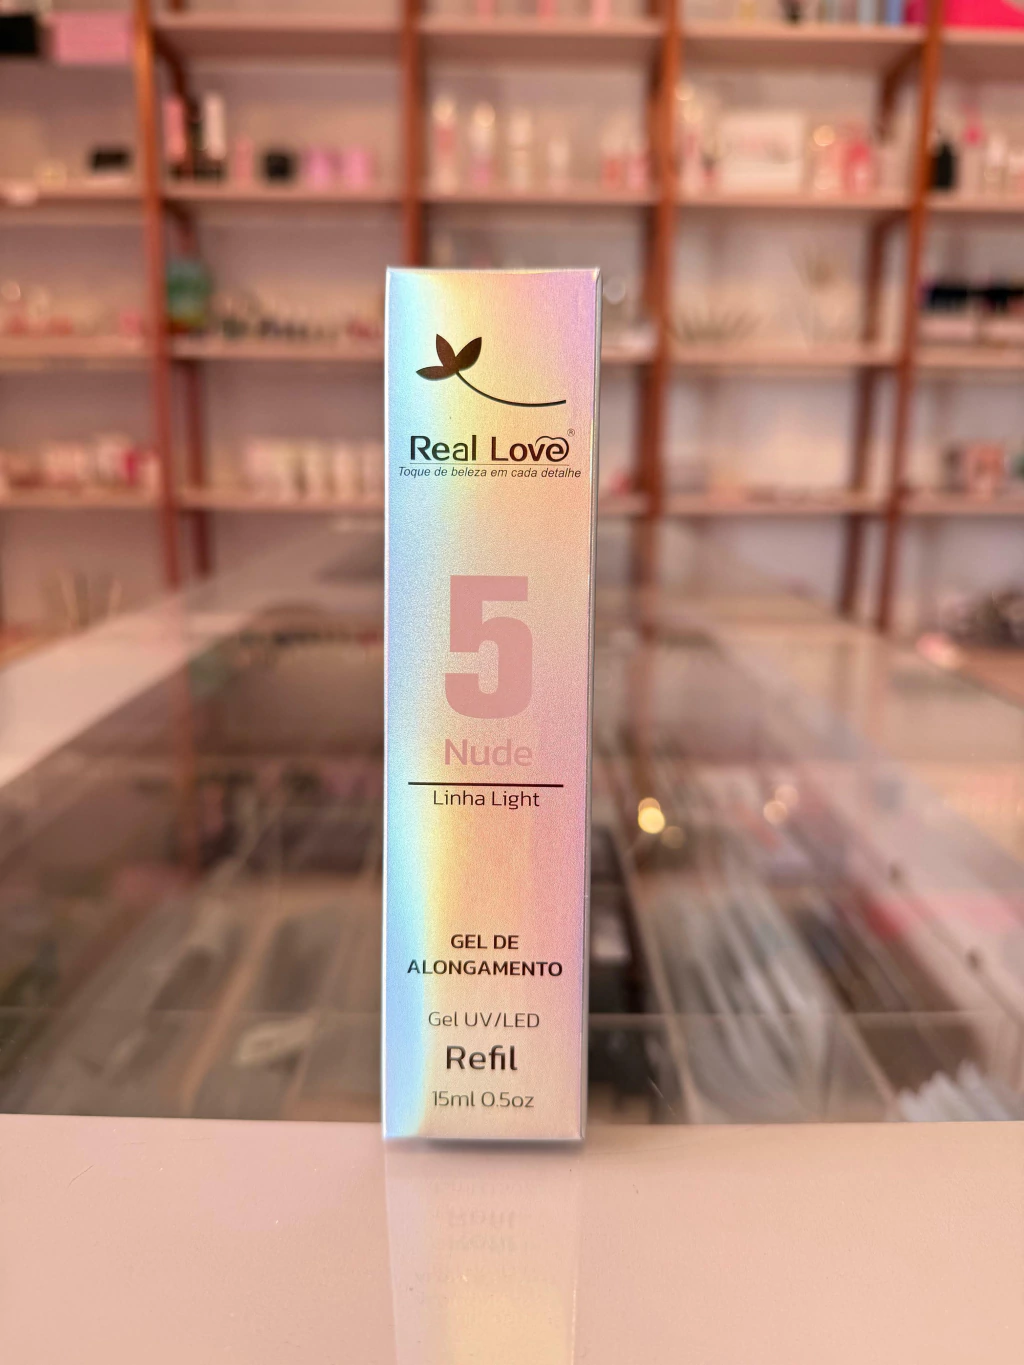 Real Love®
Toque de beleza em cada detalhe
5
Nude
Linha Light
GEL DE
ALONGAMENTO
Gel UV/LED
Refil
15ml 0.5oz